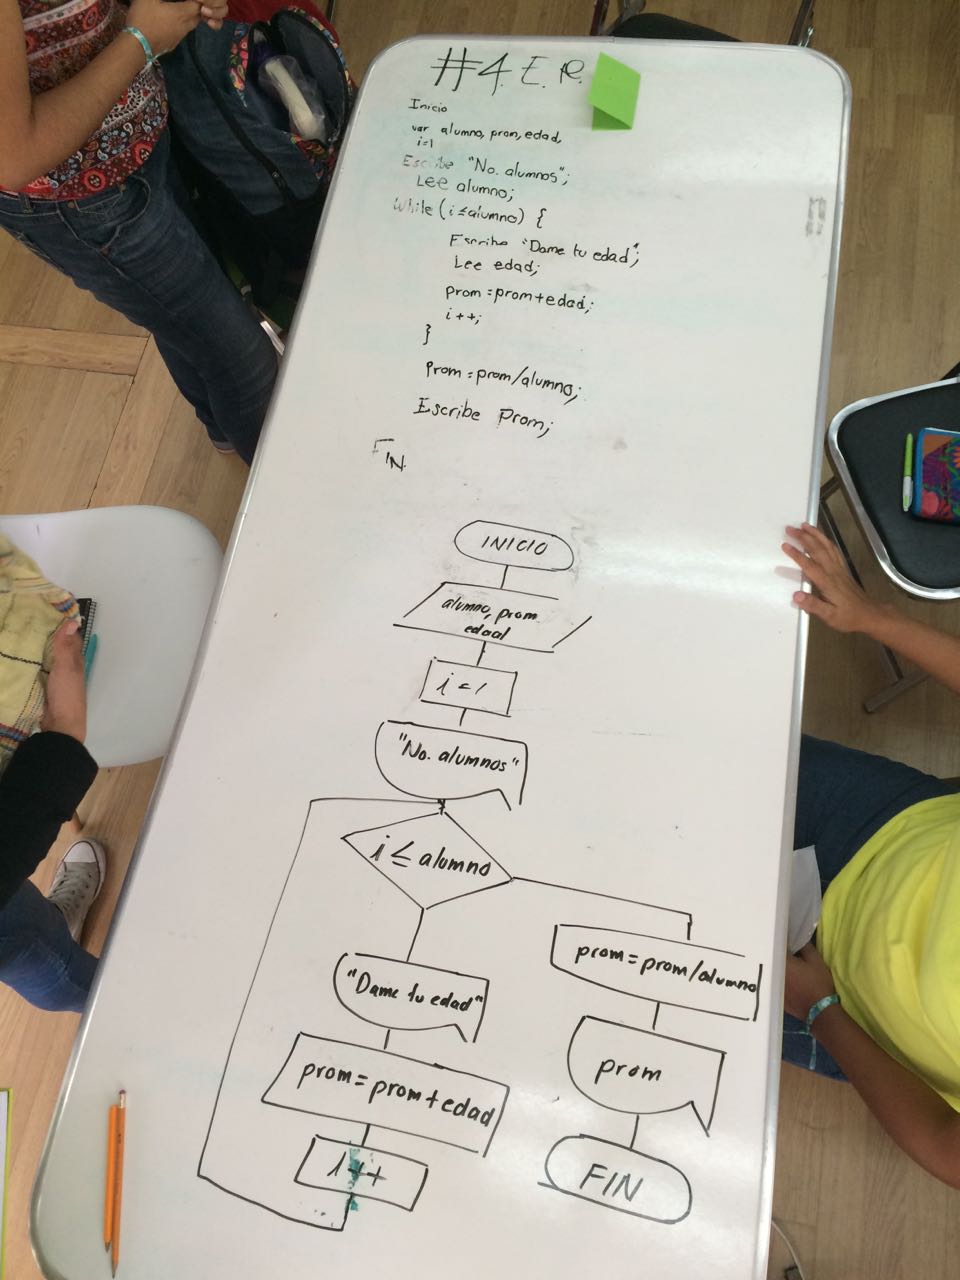 #4. E.R.
Inicio
var alumno, prom, edad,
i=1
Escribe "No. alumnos";
Lee alumno;
While (i ≤ alumno) {
Escribe "Dame tu edad";
Lee edad;
prom = prom + edad;
i ++;
}
Prom = prom/alumno;
Escribe Prom;
FIN
INICIO
alumno, prom
edad
i = 1
"No. alumnos"
i ≤ alumno
"Dame tu edad"
prom = prom + edad
i ++
prom = prom/alumno
prom
FIN